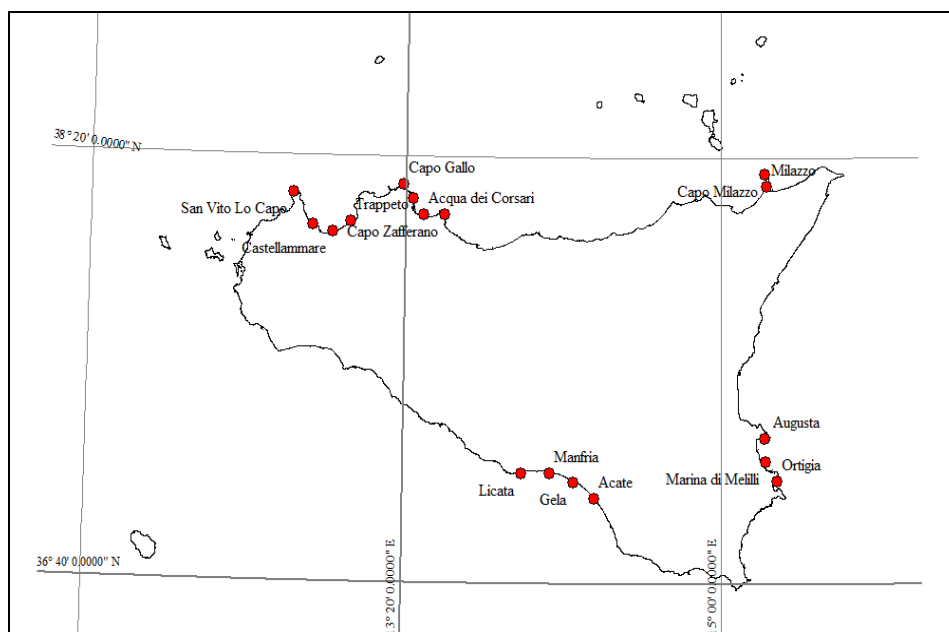 38° 20' 0.0000" N
Capo Gallo
Milazzo
Capo Milazzo
San Vito Lo Capo
Trappeto
Acqua dei Corsari
Castellammare
Capo Zafferano
Augusta
Manfria
Ortigia
Licata
Gela
Acate
Marina di Melilli
36° 40' 0.0000" N
3° 20' 0.0000" E
15° 00' 0.0000" E